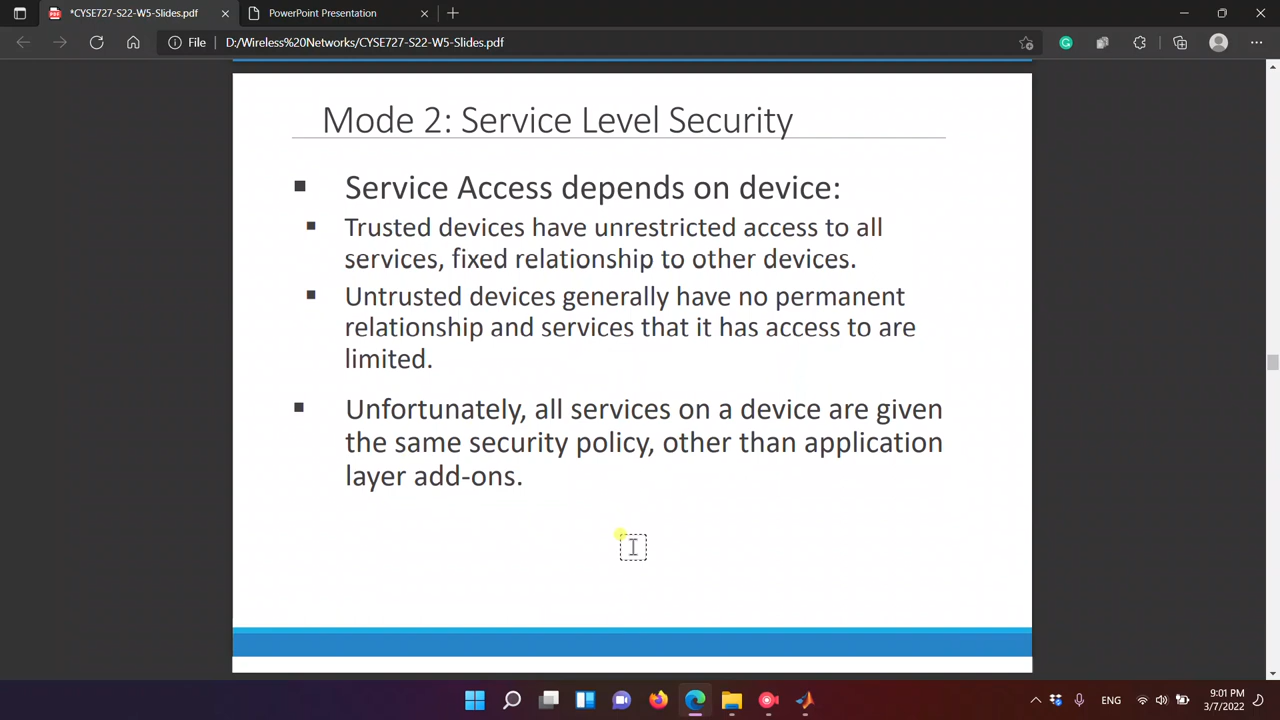 *CYSE727-S22-W5-Slides.pdf
PowerPoint Presentation
File
D:/Wireless%20Networks/CYSE727-S22-W5-Slides.pdf
Mode 2: Service Level Security
Service Access depends on device:
Trusted devices have unrestricted access to all
services, fixed relationship to other devices.
Untrusted devices generally have no permanent
relationship and services that it has access to are
limited.
Unfortunately, all services on a device are given
the same security policy, other than application
layer add-ons.
ENG
9:01 PM
3/7/2022